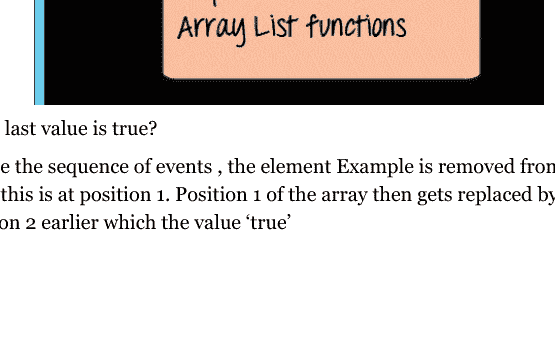 Array List functions
last value is true?
e the sequence of events , the element Example is removed from
this is at position 1. Position 1 of the array then gets replaced by
on 2 earlier which the value ‘true’